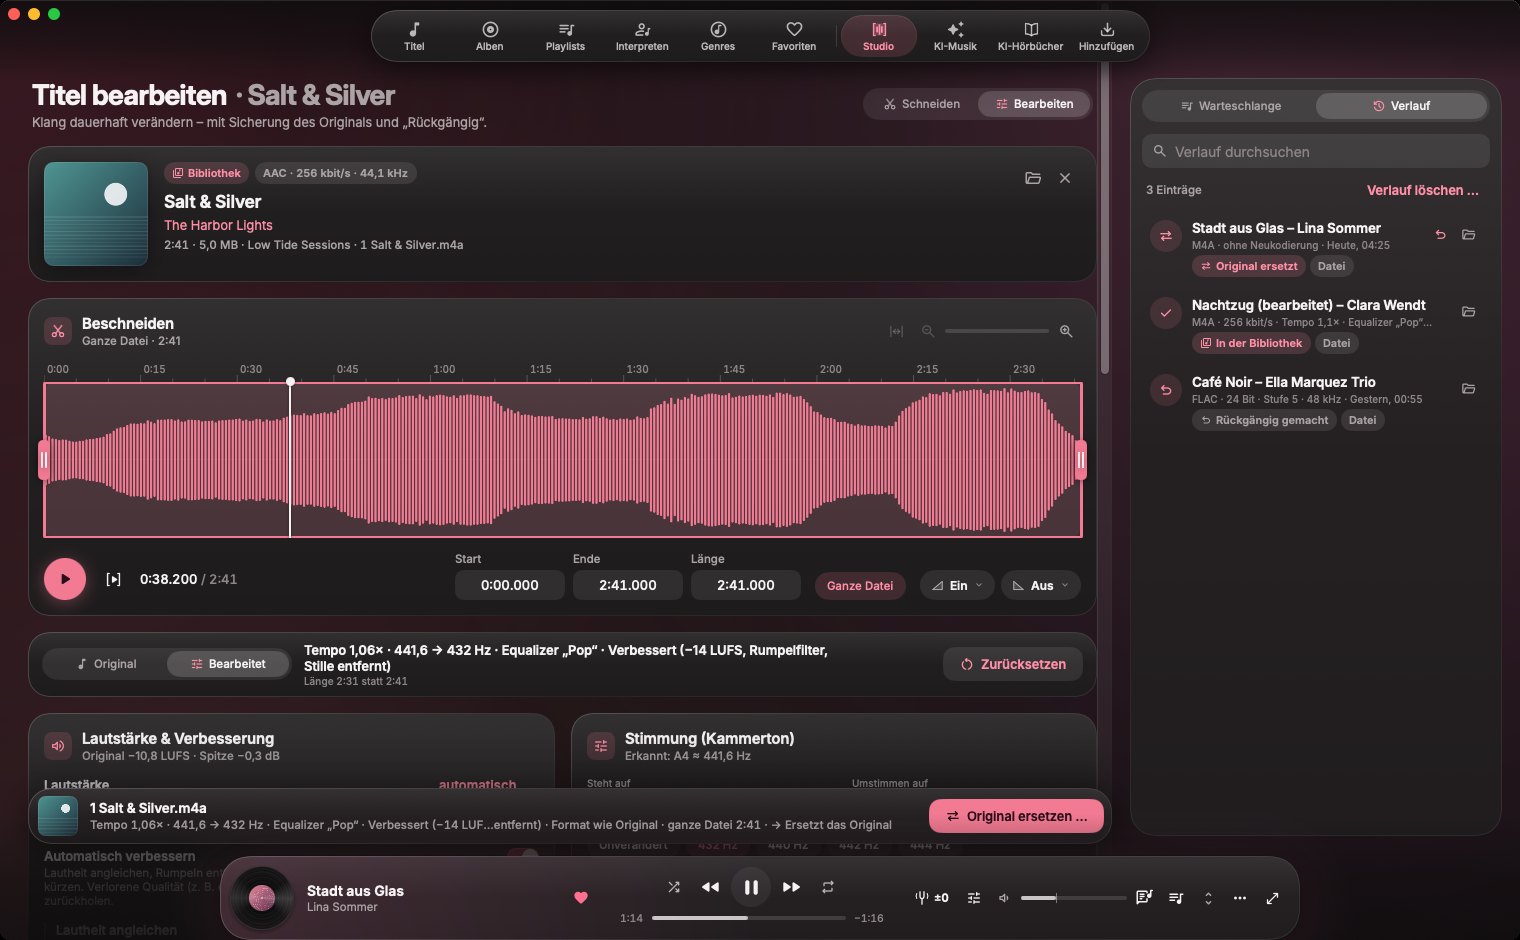 Titel
Alben
Playlists
Interpreten
Genres
Favoriten
Studio
KI-Musik
KI-Hörbücher
Hinzufügen
Titel bearbeiten · Salt & Silver
Klang dauerhaft verändern – mit Sicherung des Originals und „Rückgängig“.
Schneiden
Bearbeiten
Bibliothek
AAC · 256 kbit/s · 44,1 kHz
Salt & Silver
The Harbor Lights
2:41 · 5,0 MB · Low Tide Sessions · 1 Salt & Silver.m4a
Beschneiden
Ganze Datei · 2:41
0:00 0:15 0:30 0:45 1:00 1:15 1:30 1:45 2:00 2:15 2:30
0:38.200 / 2:41
Start
0:00.000
Ende
2:41.000
Länge
2:41.000
Ganze Datei
Ein
Aus
Original
Bearbeitet
Tempo 1,06× · 441,6 → 432 Hz · Equalizer „Pop“ · Verbessert (−14 LUFS, Rumpelfilter,
Stille entfernt)
Länge 2:31 statt 2:41
Zurücksetzen
Lautstärke & Verbesserung
Original −10,8 LUFS · Spitze −0,3 dB
Lautstärke
automatisch
Stimmung (Kammerton)
Erkannt: A4 ≈ 441,6 Hz
Steht auf
Umstimmen auf
1 Salt & Silver.m4a
Tempo 1,06× · 441,6 → 432 Hz · Equalizer „Pop“ · Verbessert (−14 LUF...entfernt) · Format wie Original · ganze Datei 2:41 · → Ersetzt das Original
Original ersetzen ...
Unverändert 432 Hz 440 Hz 442 Hz 444 Hz
Automatisch verbessern
Lautheit angleichen, Rumpeln
kürzen. Verlorene Qualität (z. B.
zurückholen.
Lautheit angleichen
Stadt aus Glas
Lina Sommer
1:14
−1:16
±0
Warteschlange
Verlauf
Verlauf durchsuchen
3 Einträge
Verlauf löschen ...
Stadt aus Glas – Lina Sommer
M4A · ohne Neukodierung · Heute, 04:25
Original ersetzt
Datei
Nachtzug (bearbeitet) – Clara Wendt
M4A · 256 kbit/s · Tempo 1,1× · Equalizer „Pop“...
In der Bibliothek
Datei
Café Noir – Ella Marquez Trio
FLAC · 24 Bit · Stufe 5 · 48 kHz · Gestern, 00:55
Rückgängig gemacht
Datei